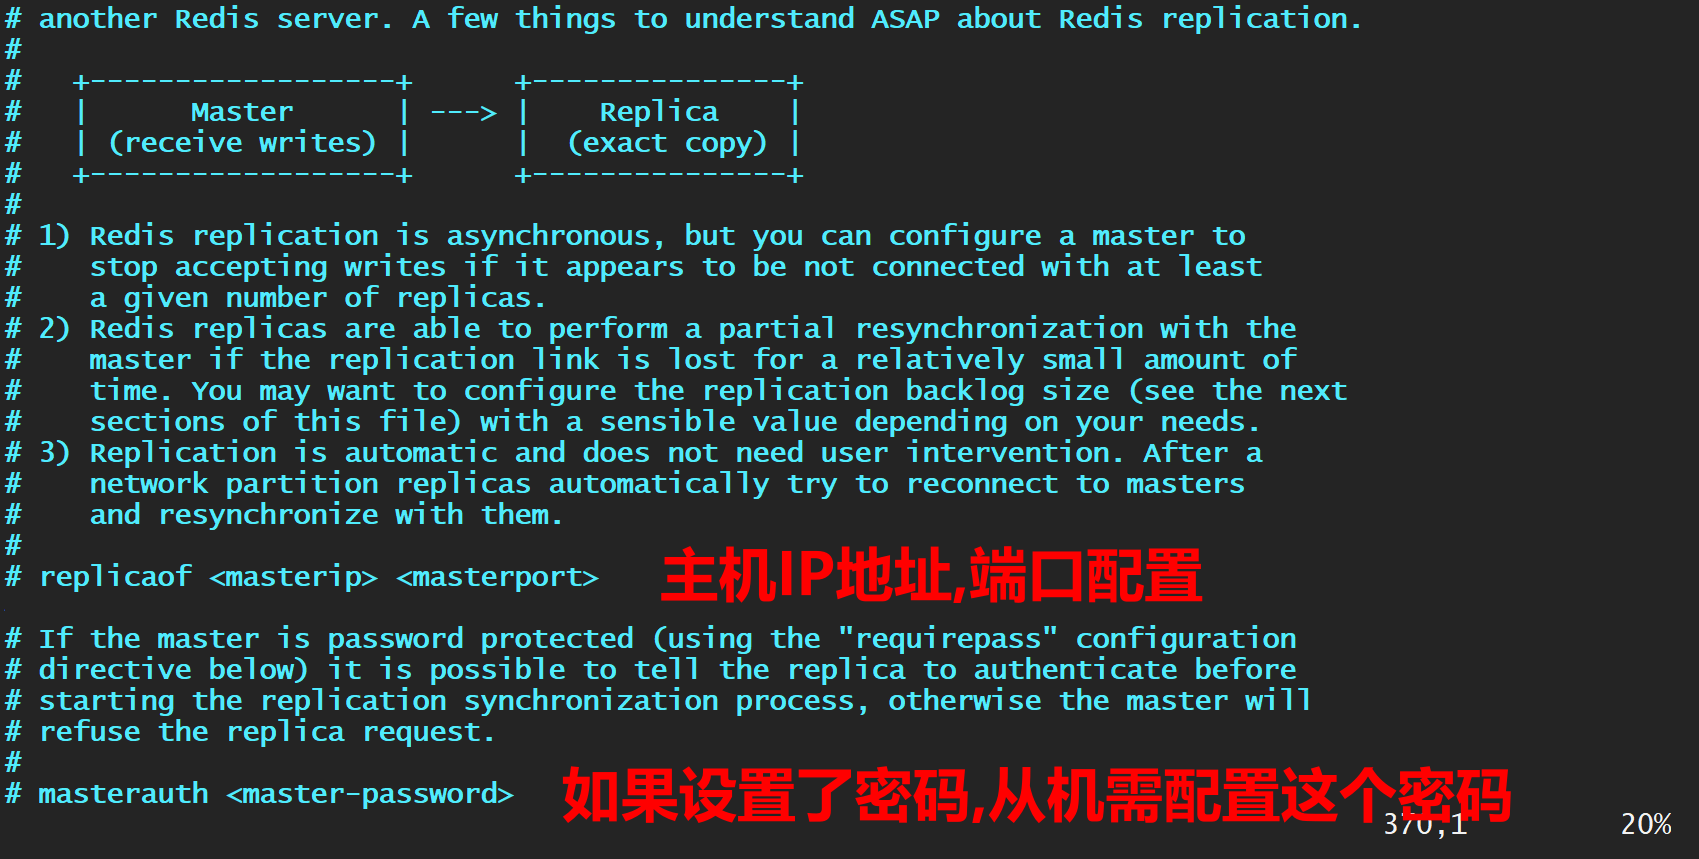 # another Redis server. A few things to understand ASAP about Redis replication.
#
#   +------------------+      +---------------+
#   |      Master      | ---> |    Replica    |
#   | (receive writes) |      |  (exact copy) |
#   +------------------+      +---------------+
#
# 1) Redis replication is asynchronous, but you can configure a master to
#    stop accepting writes if it appears to be not connected with at least
#    a given number of replicas.
# 2) Redis replicas are able to perform a partial resynchronization with the
#    master if the replication link is lost for a relatively small amount of
#    time. You may want to configure the replication backlog size (see the next
#    sections of this file) with a sensible value depending on your needs.
# 3) Replication is automatic and does not need user intervention. After a
#    network partition replicas automatically try to reconnect to masters
#    and resynchronize with them.
#
# replicaof <masterip> <masterport> 主机IP地址,端口配置
# If the master is password protected (using the "requirepass" configuration
# directive below) it is possible to tell the replica to authenticate before
# starting the replication synchronization process, otherwise the master will
# refuse the replica request.
#
# masterauth <master-password> 如果设置了密码,从机需配置这个密码
370,1 20%